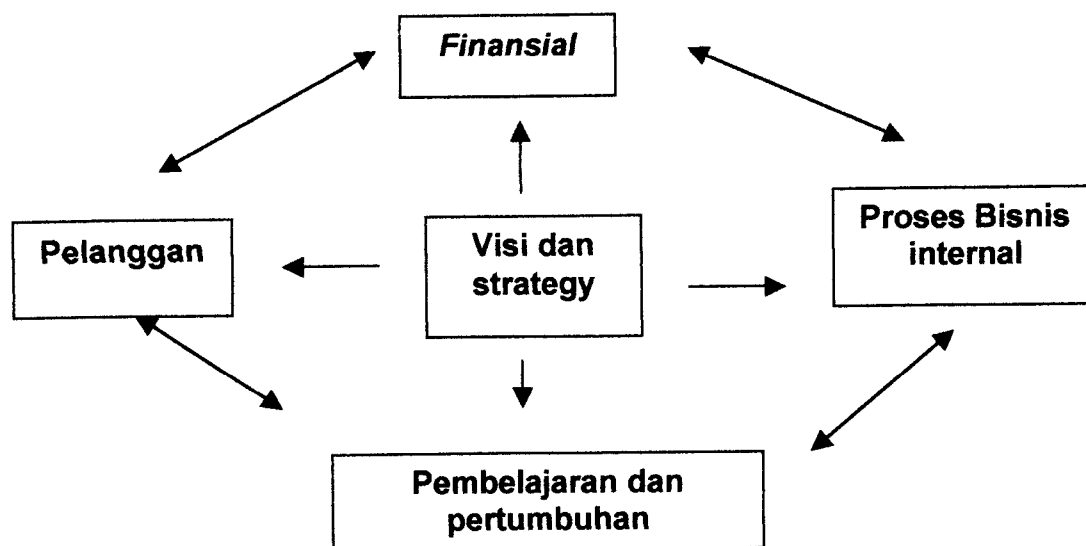 Finansial
Pelanggan
Visi dan
strategy
Proses Bisnis
internal
Pembelajaran dan
pertumbuhan